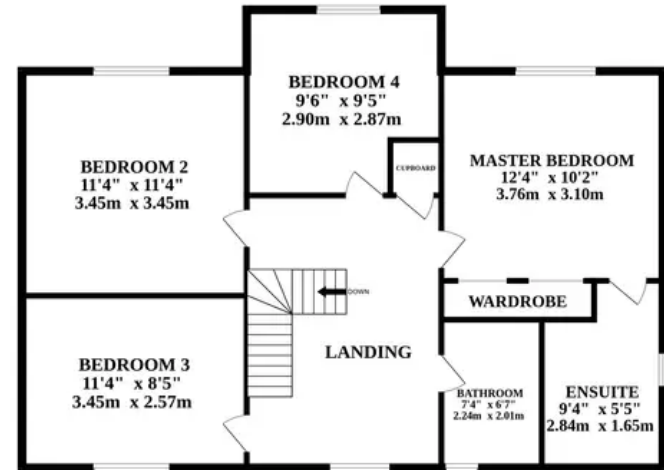 BEDROOM 4
9'6" x 9'5"
2.90m x 2.87m
BEDROOM 2
11'4" x 11'4"
3.45m x 3.45m
CUPBOARD
MASTER BEDROOM
12'4" x 10'2"
3.76m x 3.10m
DOWN
WARDROBE
LANDING
BEDROOM 3
11'4" x 8'5"
3.45m x 2.57m
BATHROOM
7'4" x 6'7"
2.24m x 2.01m
ENSUITE
9'4" x 5'5"
2.84m x 1.65m